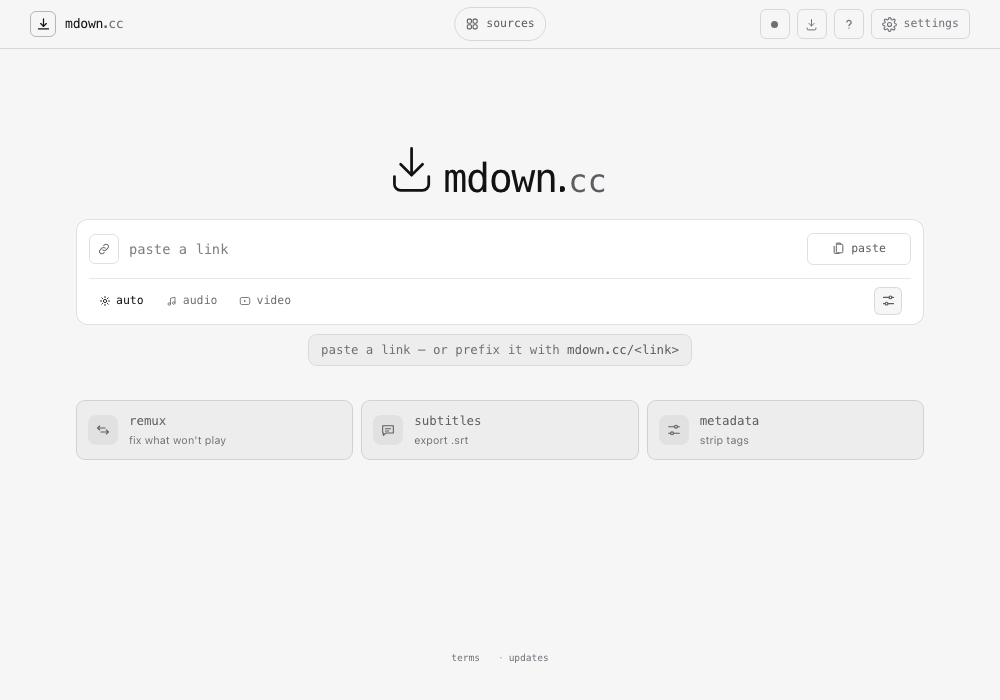 mdown.cc
sources
?
settings
mdown.cc
paste a link
paste
auto
audio
video
paste a link — or prefix it with mdown.cc/<link>
remux
fix what won't play
subtitles
export .srt
metadata
strip tags
terms · updates